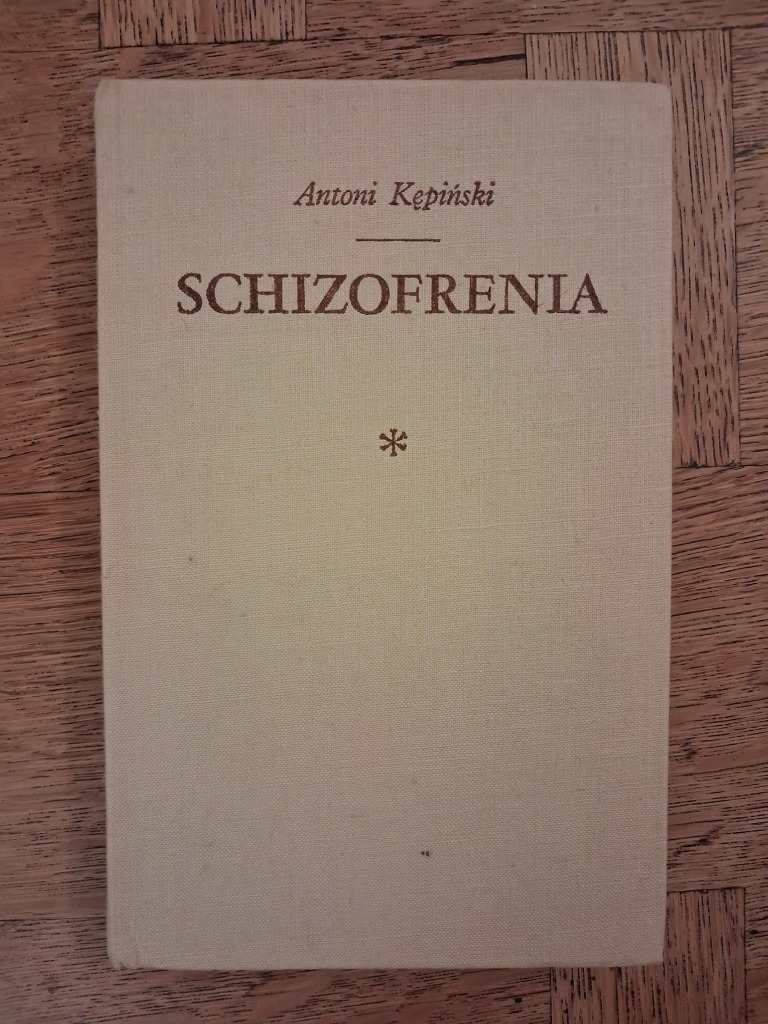 Antoni Kępiński
SCHIZOFRENIA
*